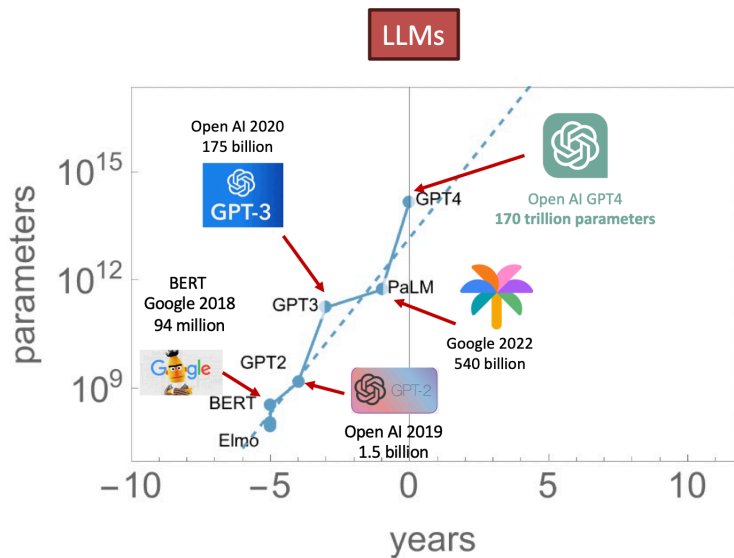 LLMs
Open AI 2020
175 billion
GPT-3
GPT4
Open AI GPT4
170 trillion parameters
BERT
Google 2018
94 million
Google
GPT3
PaLM
Google 2022
540 billion
GPT2
BERT
Elmo
GPT-2
Open AI 2019
1.5 billion
parameters
10^15
10^12
10^9
−10 −5 0 5 10
years